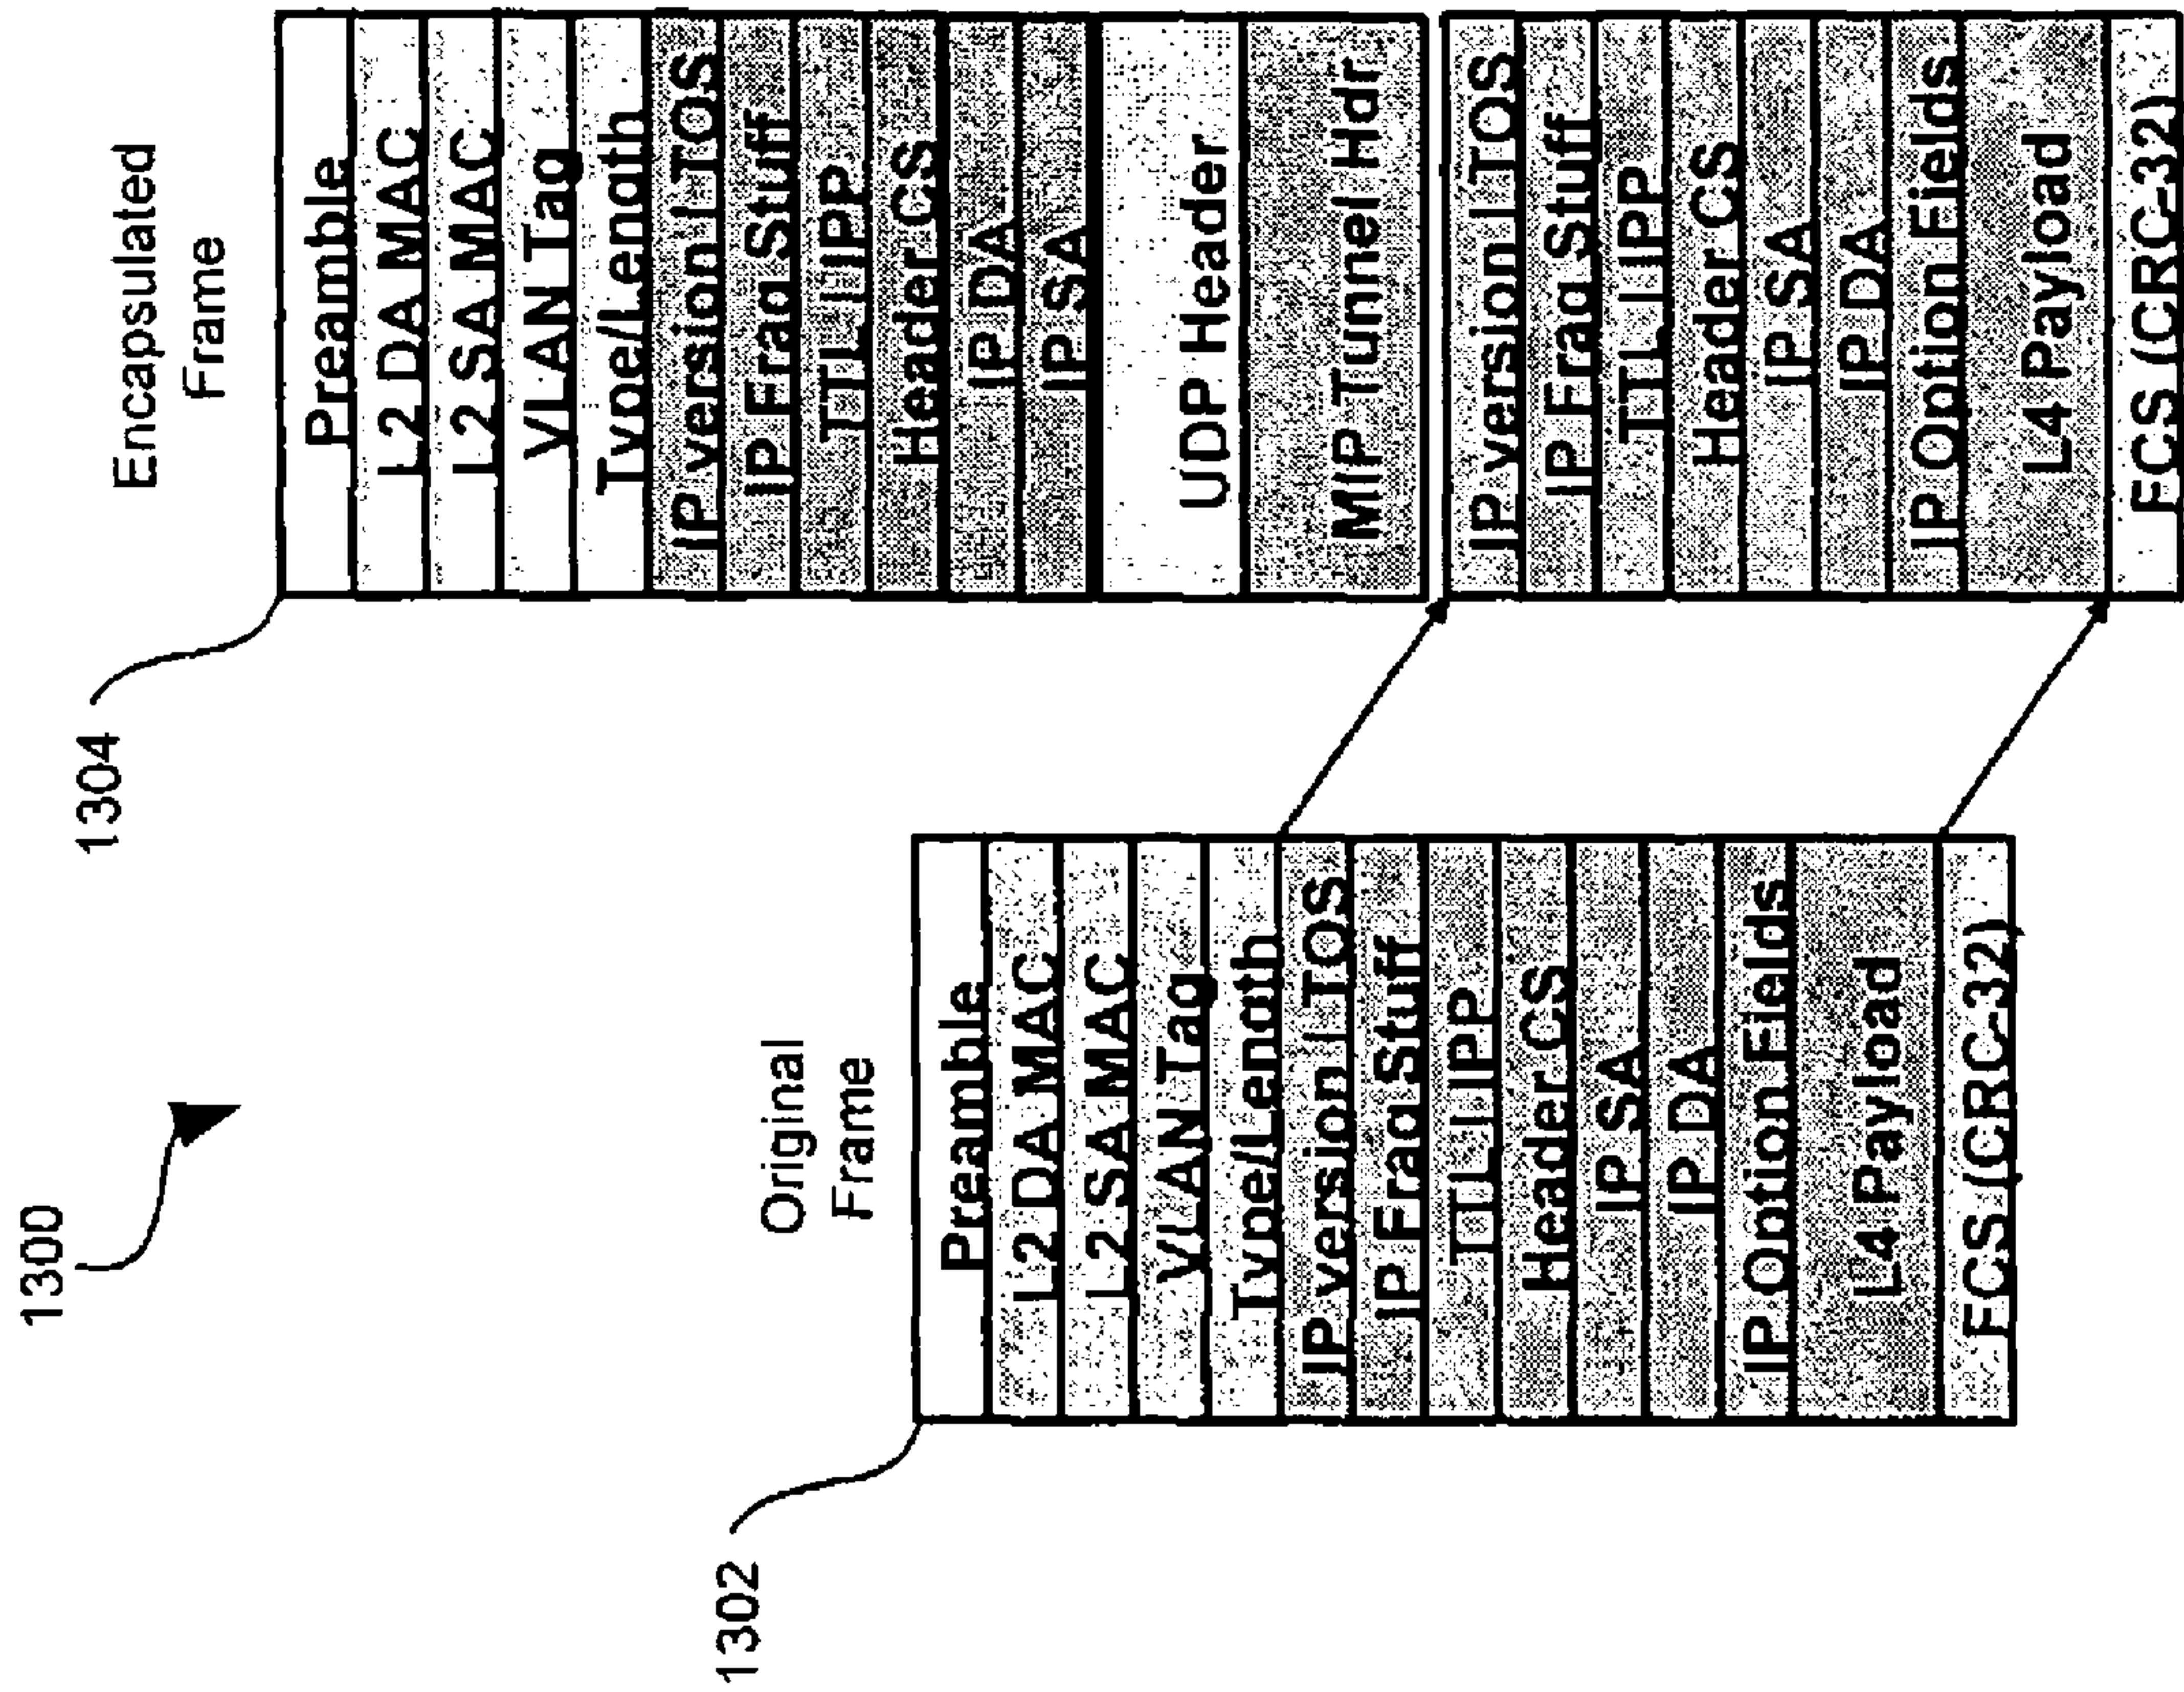 1300
1302
Original
Frame
Preamble
L2 DA MAC
L2 SA MAC
VLAN Tag
Type/Length
IP version | TOS
IP Frag Stuff
TTL | IPP
Header CS
IP SA
IP DA
IP Option Fields
L4 Payload
FCS (CRC-32)
1304
Encapsulated
Frame
Preamble
L2 DA MAC
L2 SA MAC
VLAN Tag
Type/Length
IP version | TOS
IP Frag Stuff
TTL | IPP
Header CS
IP DA
IP SA
UDP Header
MIP Tunnel Hdr
IP version | TOS
IP Frag Stuff
TTL | IPP
Header CS
IP SA
IP DA
IP Option Fields
L4 Payload
FCS (CRC-32)